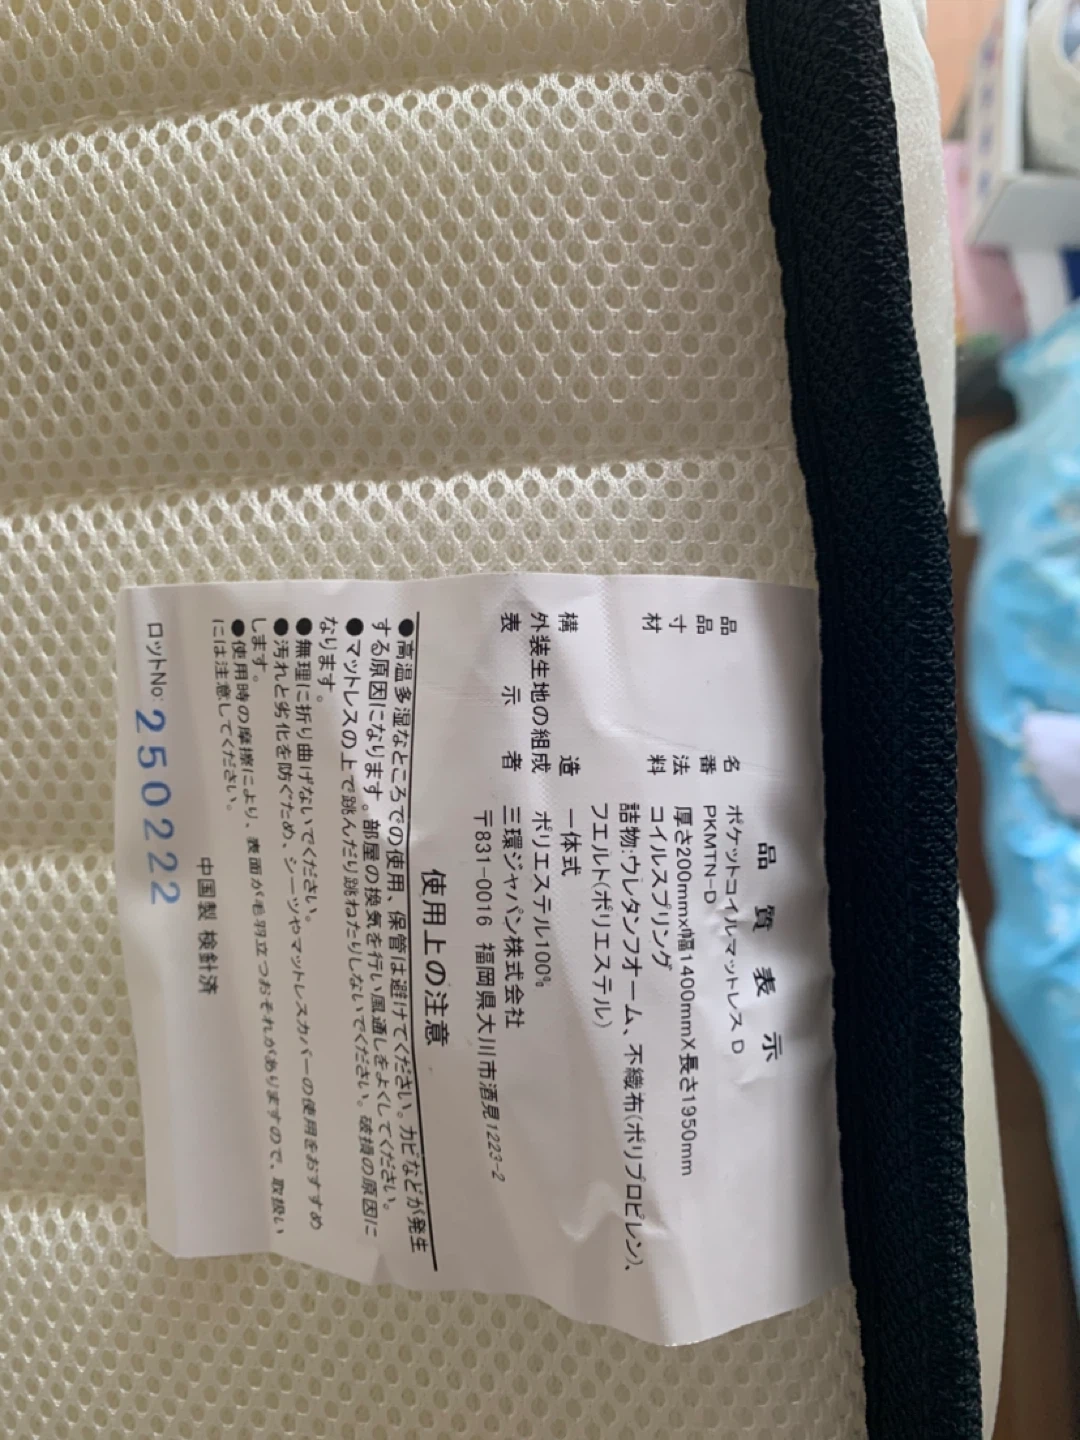 品質表示
品名 ポケットコイルマットレス D
品番 PKMTN-D
寸法 厚さ200mmx幅1400mmX長さ1950mm
材料 コイルスプリング
詰物:ウレタンフオーム、不織布(ポリプロピレン)、
フエルト(ポリエステル)
構造 一体式
外装生地の組成 ポリエステル100%
表示者 三環ジャパン株式会社
〒831-0016 福岡県大川市酒見1223-2
使用上の注意
●高温多湿なところでの使用、保管は避けてください。カビなどが発生
する原因になります。部屋の換気を行い風通しをよくしてください。
●マットレスの上で跳んだり跳ねたりしないでください。破損の原因に
なります。
●無理に折り曲げないでください。
●汚れと劣化を防ぐため、シーツやマットレスカバーの使用をおすすめ
します。
●使用時の摩擦により、表面が毛羽立つおそれがありますので、取扱い
には注意してください。
中国製 検針済
ロットNo: 250222